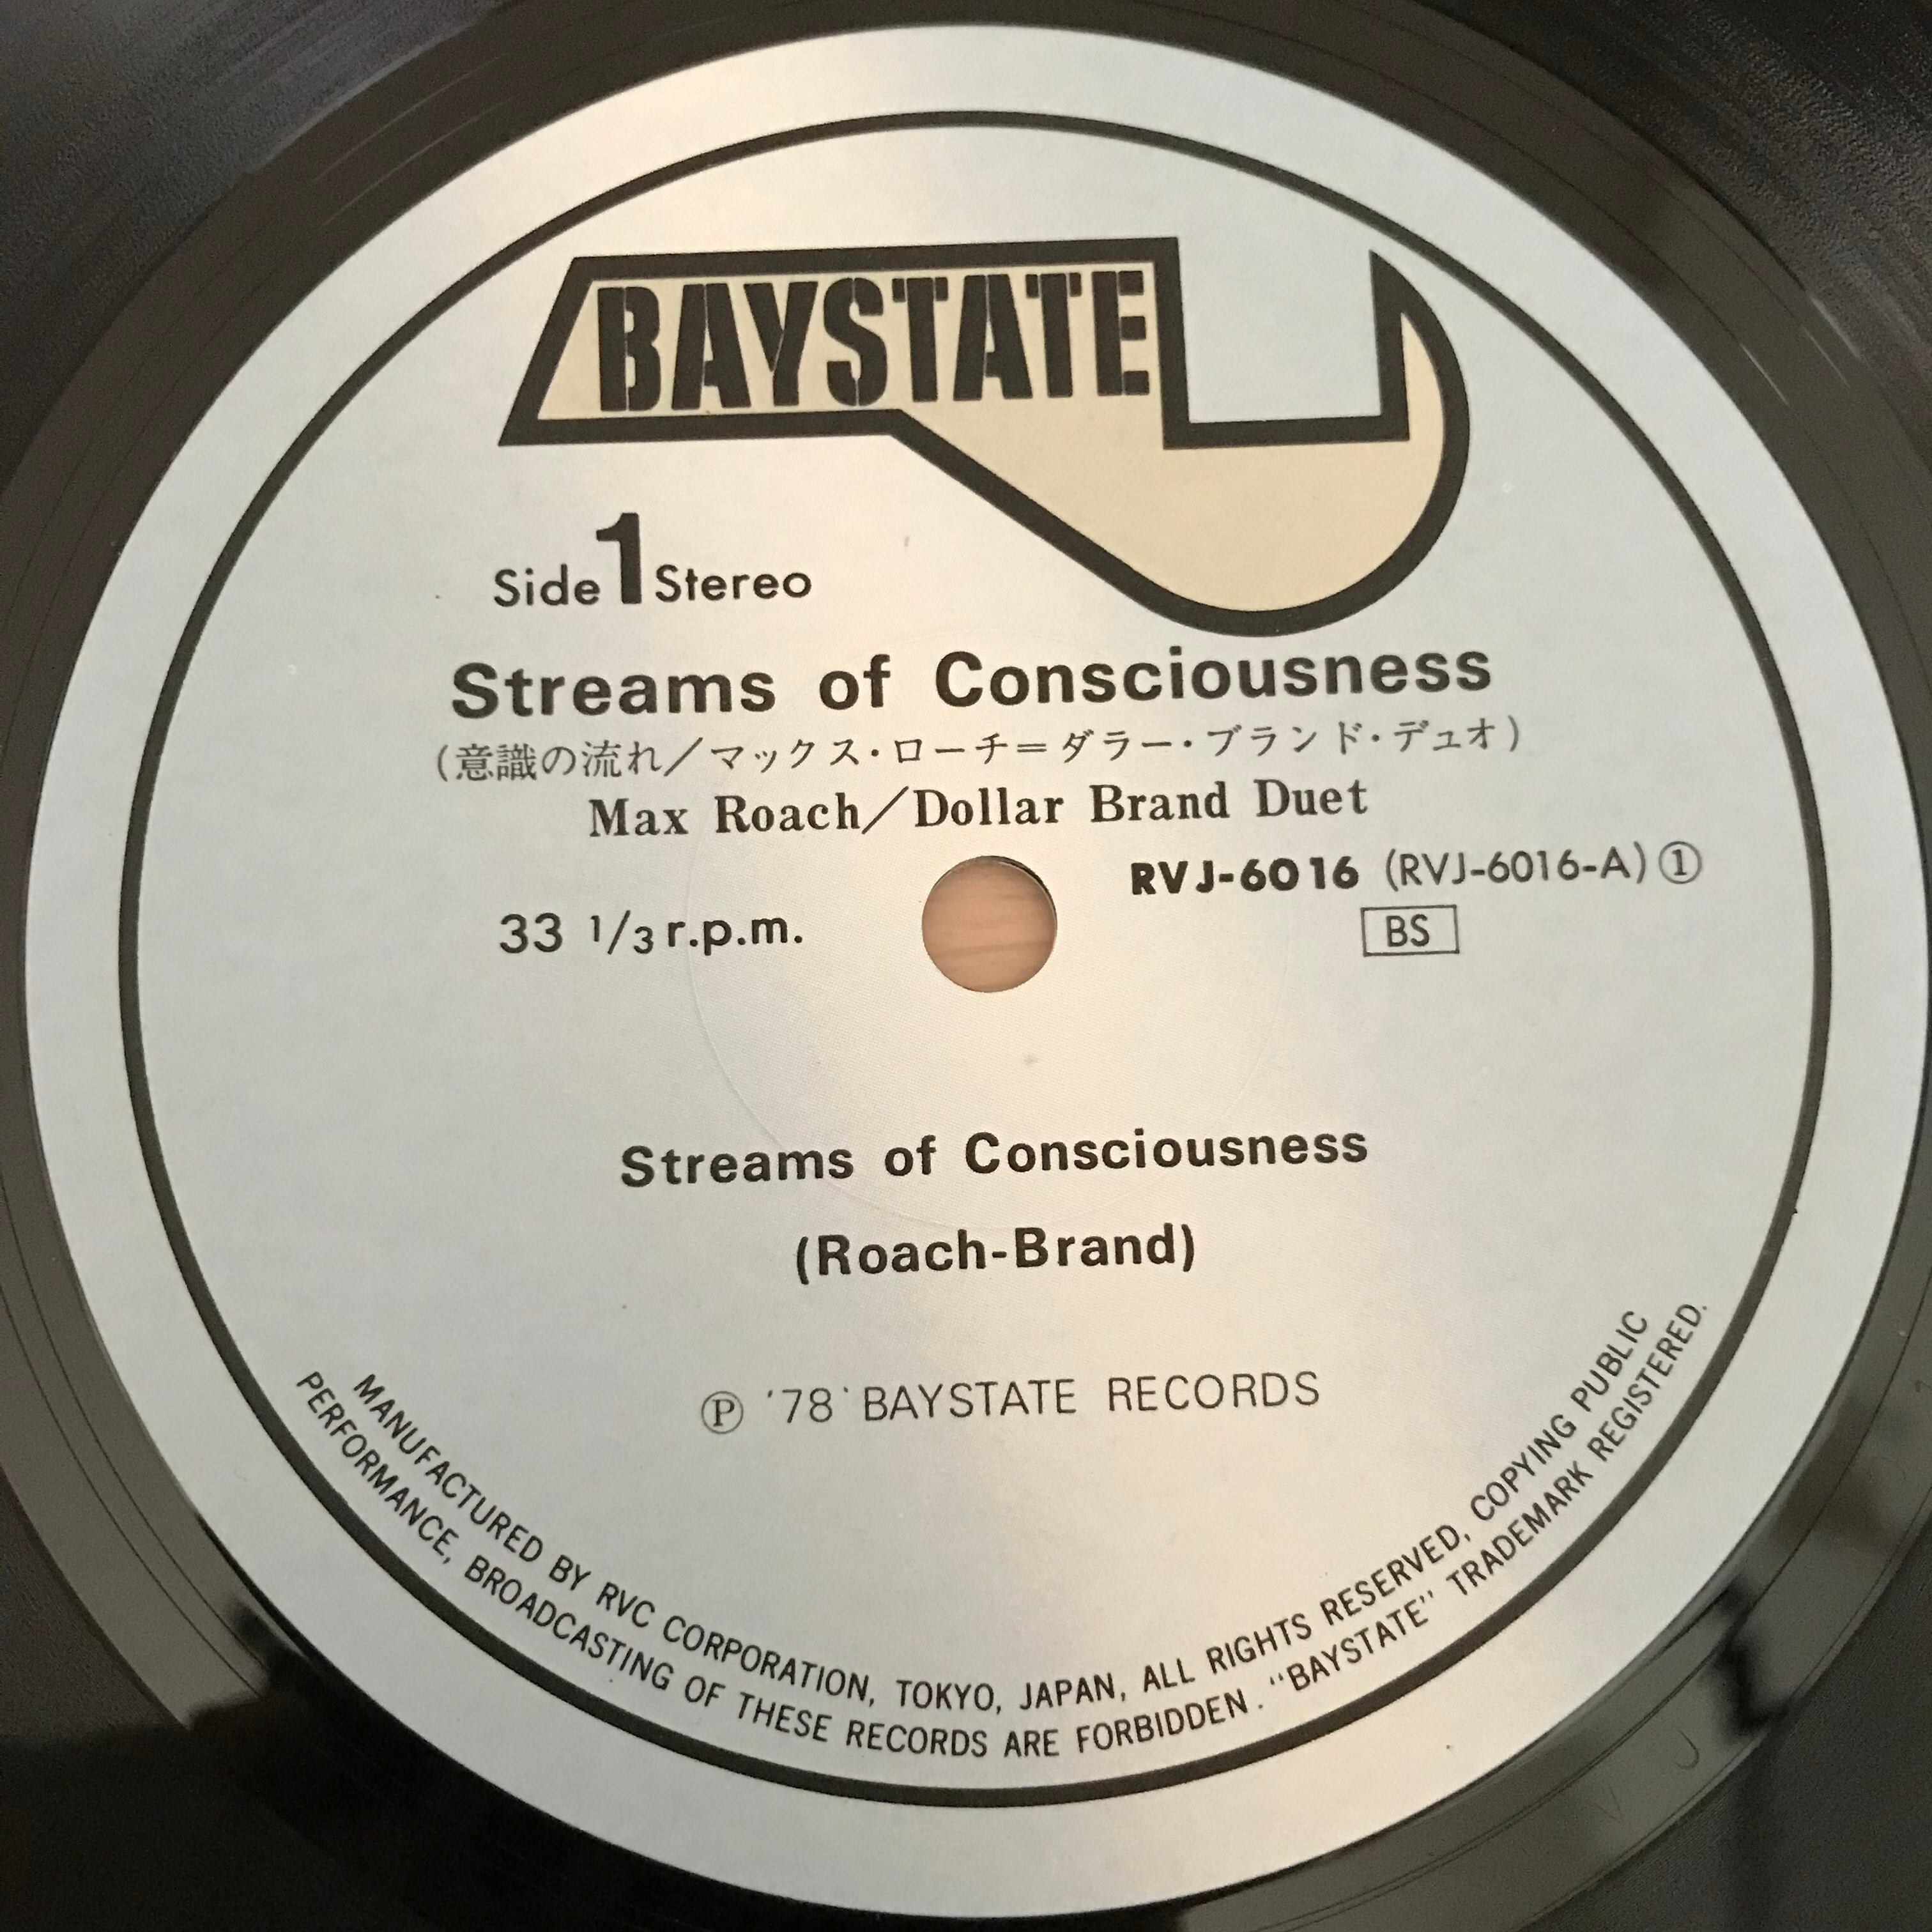 BAYSTATE
Side 1 Stereo
Streams of Consciousness
(意識の流れ/マックス・ローチ=ダラー・ブランド・デュオ)
Max Roach/Dollar Brand Duet
RVJ-6016 (RVJ-6016-A) ①
33 1/3 r.p.m.
BS
Streams of Consciousness
(Roach-Brand)
Ⓟ '78 BAYSTATE RECORDS
MANUFACTURED BY RVC CORPORATION, TOKYO, JAPAN, ALL RIGHTS RESERVED, COPYING PUBLIC
PERFORMANCE, BROADCASTING OF THESE RECORDS ARE FORBIDDEN. "BAYSTATE" TRADEMARK REGISTERED.